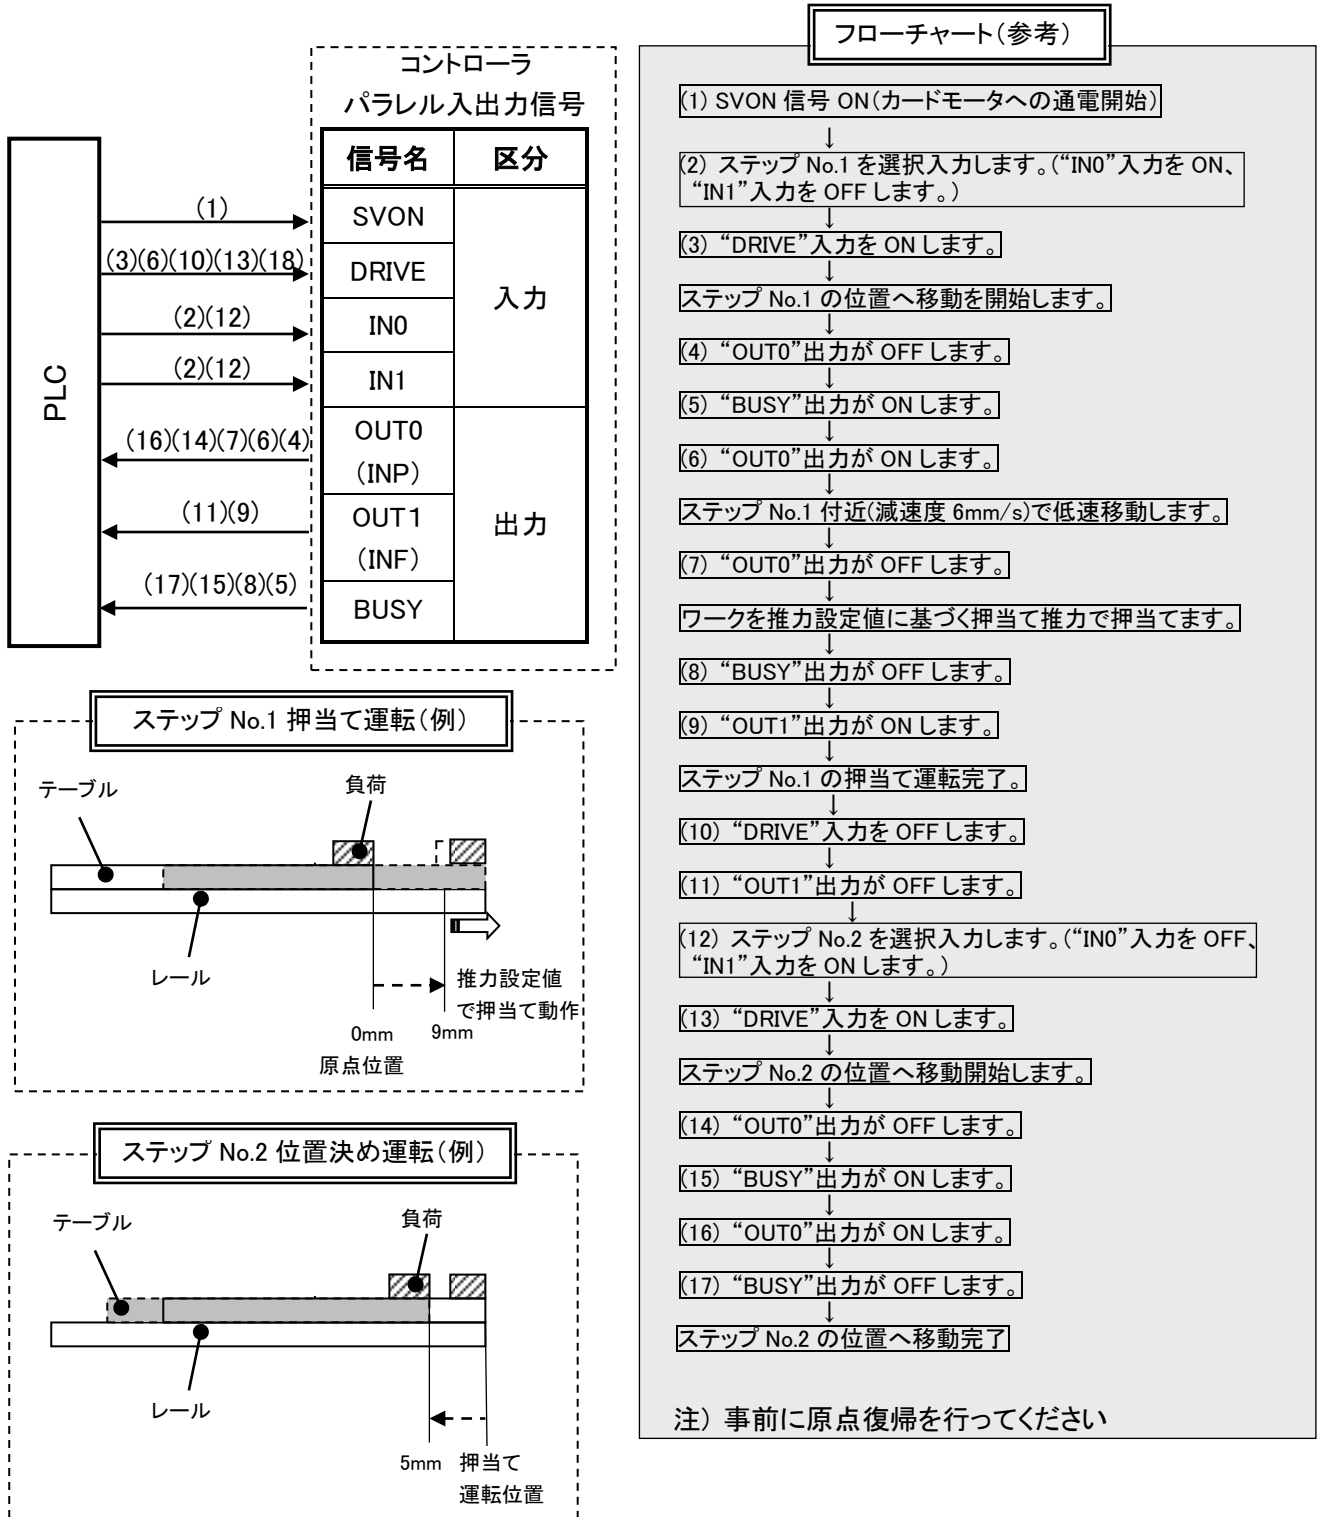 コントローラ
パラレル入出力信号
信号名 区分
PLC
(1)
SVON
(3)(6)(10)(13)(18)
DRIVE
入力
(2)(12)
IN0
(2)(12)
IN1
(16)(14)(7)(6)(4)
OUT0
(INP)
(11)(9)
OUT1
(INF)
出力
(17)(15)(8)(5)
BUSY
ステップ No.1 押当て運転(例)
テーブル
負荷
レール
推力設定値
で押当て動作
0mm
9mm
原点位置
ステップ No.2 位置決め運転(例)
テーブル
負荷
レール
5mm
押当て
運転位置
フローチャート(参考)
(1) SVON 信号 ON(カードモータへの通電開始)
↓
(2) ステップ No.1 を選択入力します。(“IN0”入力を ON、
“IN1”入力を OFF します。)
↓
(3) “DRIVE”入力を ON します。
↓
ステップ No.1 の位置へ移動を開始します。
↓
(4) “OUT0”出力が OFF します。
↓
(5) “BUSY”出力が ON します。
↓
(6) “OUT0”出力が ON します。
↓
ステップ No.1 付近(減速度 6mm/s)で低速移動します。
↓
(7) “OUT0”出力が OFF します。
↓
ワークを推力設定値に基づく押当て推力で押当てます。
↓
(8) “BUSY”出力が OFF します。
↓
(9) “OUT1”出力が ON します。
↓
ステップ No.1 の押当て運転完了。
↓
(10) “DRIVE”入力を OFF します。
↓
(11) “OUT1”出力が OFF します。
↓
(12) ステップ No.2 を選択入力します。(“IN0”入力を OFF、
“IN1”入力を ON します。)
↓
(13) “DRIVE”入力を ON します。
↓
ステップ No.2 の位置へ移動開始します。
↓
(14) “OUT0”出力が OFF します。
↓
(15) “BUSY”出力が ON します。
↓
(16) “OUT0”出力が ON します。
↓
(17) “BUSY”出力が OFF します。
↓
ステップ No.2 の位置へ移動完了
注) 事前に原点復帰を行ってください